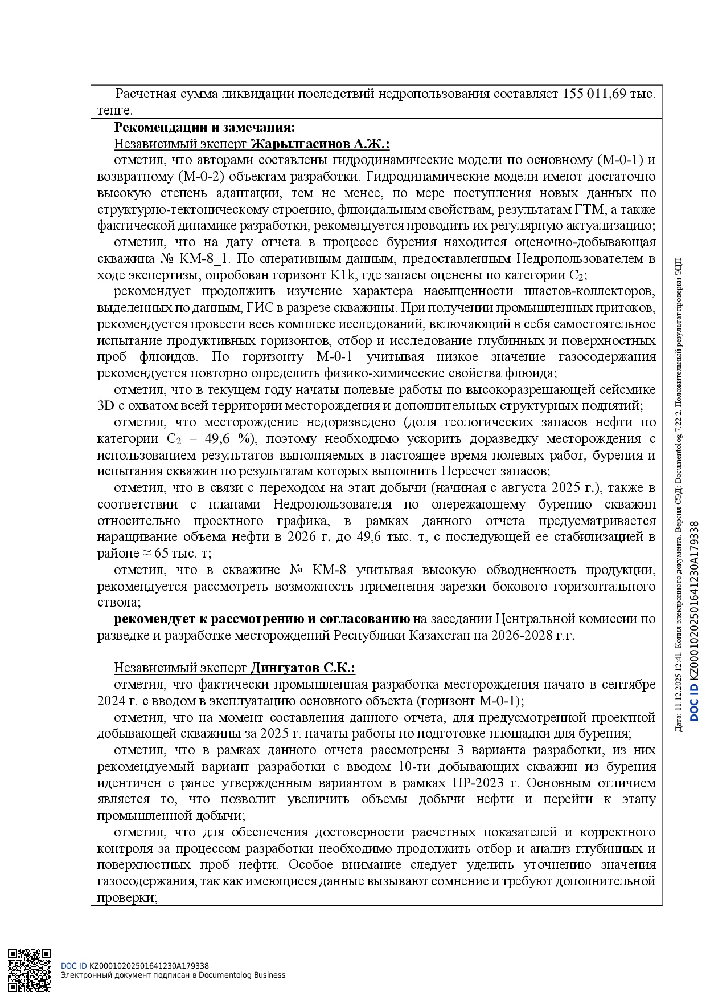 Расчетная сумма ликвидации последствий недропользования составляет 155 011,69 тыс.
тенге.
Рекомендации и замечания:
Независимый эксперт Жарылгасинов А.Ж.:
отметил, что авторами составлены гидродинамические модели по основному (М-0-1) и
возвратному (М-0-2) объектам разработки. Гидродинамические модели имеют достаточно
высокую степень адаптации, тем не менее, по мере поступления новых данных по
структурно-тектоническому строению, флюидальным свойствам, результатам ГТМ, а также
фактической динамике разработки, рекомендуется проводить их регулярную актуализацию;
отметил, что на дату отчета в процессе бурения находится оценочно-добывающая
скважина № КМ-8_1. По оперативным данным, предоставленным Недропользователем в
ходе экспертизы, опробован горизонт K1k, где запасы оценены по категории С₂;
рекомендует продолжить изучение характера насыщенности пластов-коллекторов,
выделенных по данным, ГИС в разрезе скважины. При получении промышленных притоков,
рекомендуется провести весь комплекс исследований, включающий в себя самостоятельное
испытание продуктивных горизонтов, отбор и исследование глубинных и поверхностных
проб флюидов. По горизонту М-0-1 учитывая низкое значение газосодержания
рекомендуется повторно определить физико-химические свойства флюида;
отметил, что в текущем году начаты полевые работы по высокоразрешающей сейсмике
3D с охватом всей территории месторождения и дополнительных структурных поднятий;
отметил, что месторождение недоразведено (доля геологических запасов нефти по
категории С₂ – 49,6 %), поэтому необходимо ускорить доразведку месторождения с
использованием результатов выполняемых в настоящее время полевых работ, бурения и
испытания скважин по результатам которых выполнить Пересчет запасов;
отметил, что в связи с переходом на этап добычи (начиная с августа 2025 г.), также в
соответствии с планами Недропользователя по опережающему бурению скважин
относительно проектного графика, в рамках данного отчета предусматривается
наращивание объема нефти в 2026 г. до 49,6 тыс. т, с последующей ее стабилизацией в
районе ≈ 65 тыс. т;
отметил, что в скважине № КМ-8 учитывая высокую обводненность продукции,
рекомендуется рассмотреть возможность применения зарезки бокового горизонтального
ствола;
рекомендует к рассмотрению и согласованию на заседании Центральной комиссии по
разведке и разработке месторождений Республики Казахстан на 2026-2028 г.г.
Независимый эксперт Дингуатов С.К.:
отметил, что фактически промышленная разработка месторождения начато в сентябре
2024 г. с вводом в эксплуатацию основного объекта (горизонт М-0-1);
отметил, что на момент составления данного отчета, для предусмотренной проектной
добывающей скважины за 2025 г. начаты работы по подготовке площадки для бурения;
отметил, что в рамках данного отчета рассмотрены 3 варианта разработки, из них
рекомендуемый вариант разработки с вводом 10-ти добывающих скважин из бурения
идентичен с ранее утвержденным вариантом в рамках ПР-2023 г. Основным отличием
является то, что позволит увеличить объемы добычи нефти и перейти к этапу
промышленной добычи;
отметил, что для обеспечения достоверности расчетных показателей и корректного
контроля за процессом разработки необходимо продолжить отбор и анализ глубинных и
поверхностных проб нефти. Особое внимание следует уделить уточнению значения
газосодержания, так как имеющиеся данные вызывают сомнение и требуют дополнительной
проверки;
Дата: 11.12.2025 12:41. Копия электронного документа. Версия СЭД: Documentolog 7.22.2. Положительный результат проверки ЭЦП
DOC ID KZ00010202501641230A179338
DOC ID KZ00010202501641230A179338
Электронный документ подписан в Documentolog Business